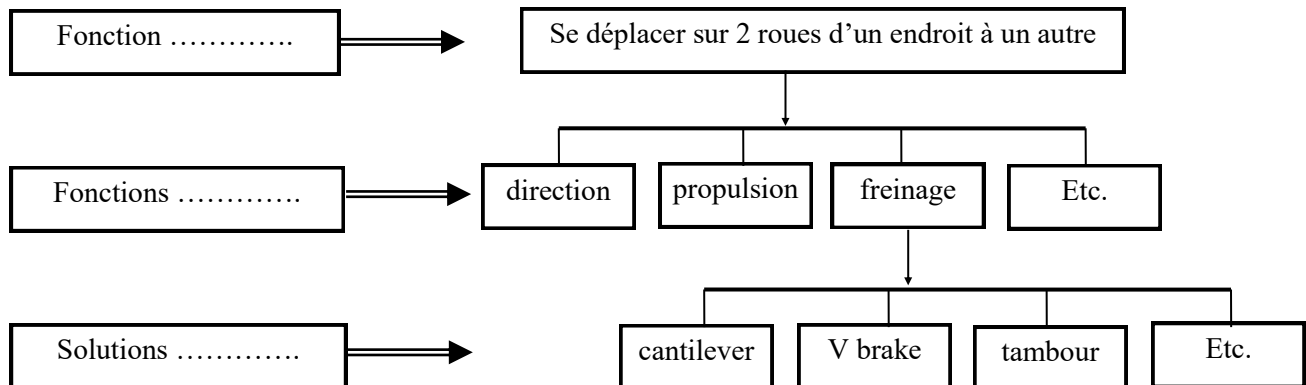 Fonction ………….
Se déplacer sur 2 roues d’un endroit à un autre
Fonctions ………….
direction
propulsion
freinage
Etc.
Solutions ………….
cantilever
V brake
tambour
Etc.